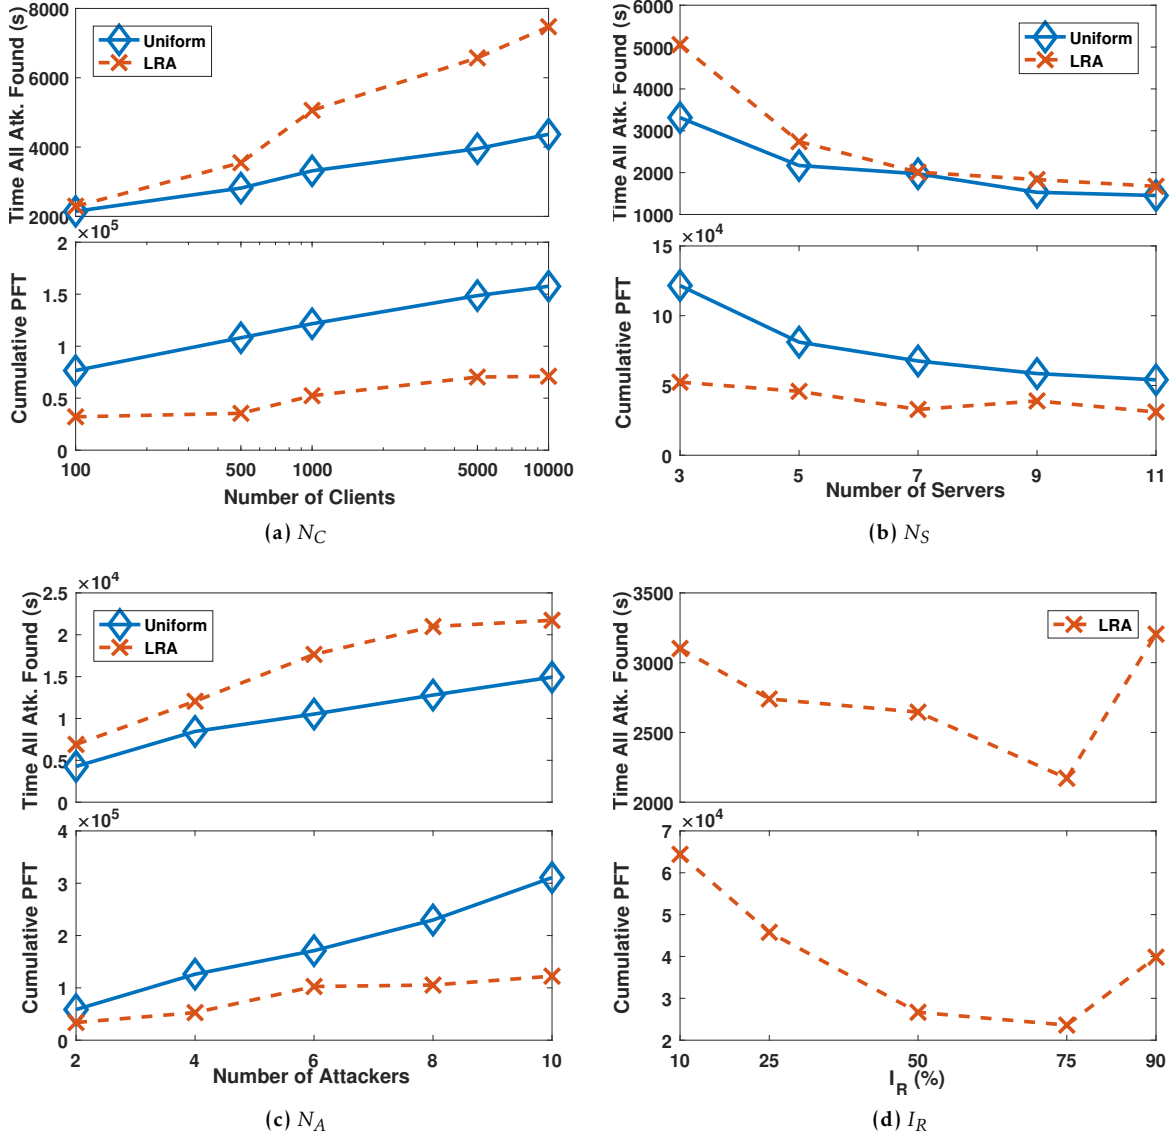 Time All Atk. Found (s)
8000
6000
4000
2000
Uniform
LRA
×10^5
Cumulative PFT
2
1.5
1
0.5
0
100
500
1000
5000
10000
Number of Clients
(a) N_C
Time All Atk. Found (s)
6000
5000
4000
3000
2000
1000
Uniform
LRA
×10^4
Cumulative PFT
15
10
5
0
3
5
7
9
11
Number of Servers
(b) N_S
×10^4
Time All Atk. Found (s)
2.5
2
1.5
1
0.5
0
Uniform
LRA
×10^5
Cumulative PFT
4
3
2
1
0
2
4
6
8
10
Number of Attackers
(c) N_A
Time All Atk. Found (s)
3500
3000
2500
2000
LRA
×10^4
Cumulative PFT
7
6
5
4
3
2
10
25
50
75
90
I_R (%)
(d) I_R